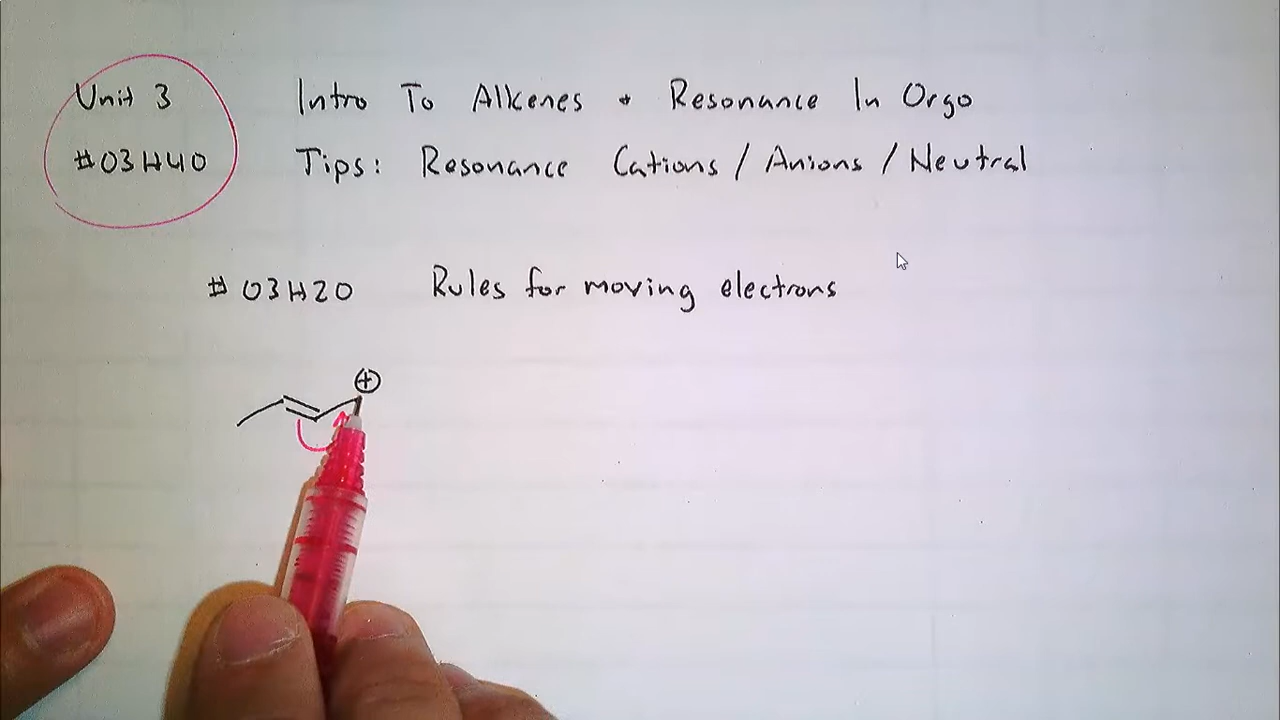 Unit 3 Intro To Alkenes + Resonance In Orgo
#03H40 Tips: Resonance Cations / Anions / Neutral
#03H20 Rules for moving electrons
+